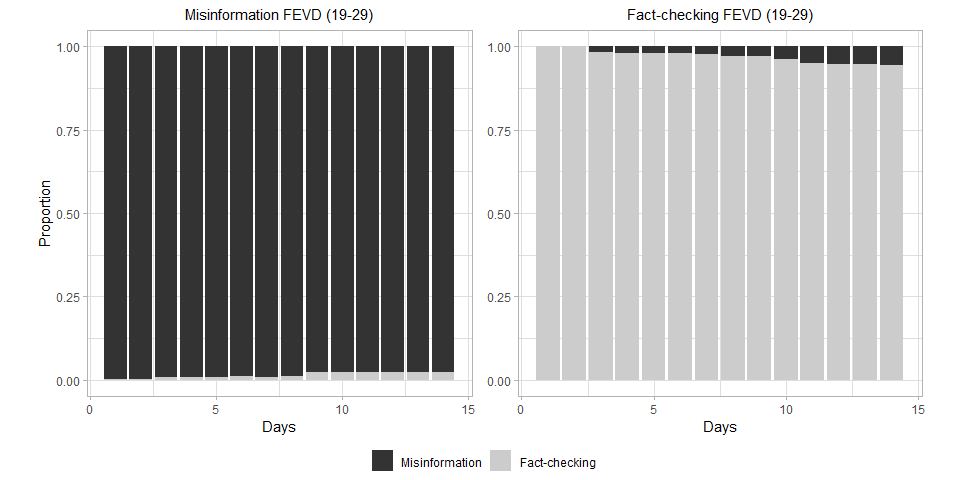 Misinformation FEVD (19-29)
Fact-checking FEVD (19-29)
Proportion
1.00
0.75
0.50
0.25
0.00
0
5
10
15
Days
1.00
0.75
0.50
0.25
0.00
0
5
10
15
Days
Misinformation
Fact-checking